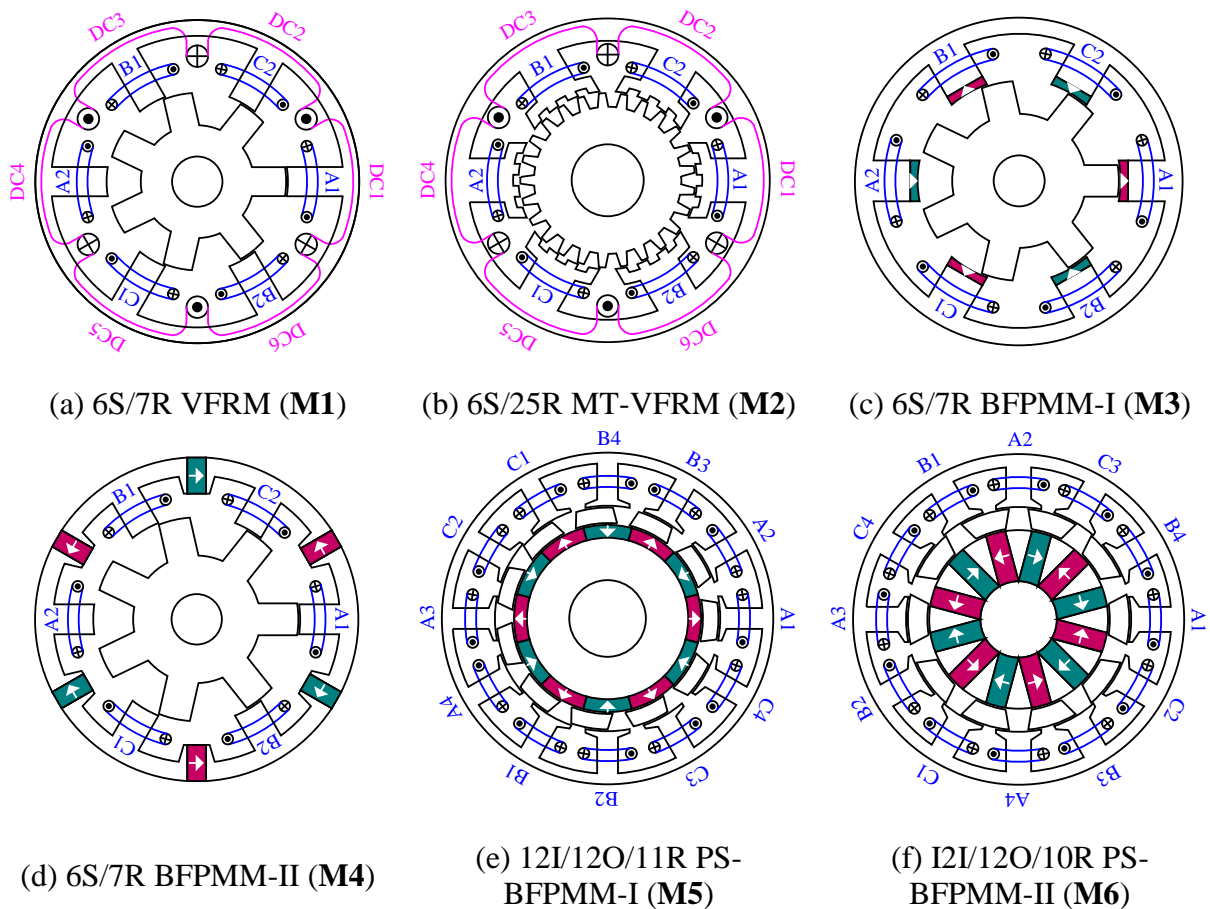 DC3
DC2
B1
C2
DC4
A2
A1
DC1
C1
B2
DC5
DC6
(a) 6S/7R VFRM (M1)
DC3
DC2
B1
C2
DC4
A2
A1
DC1
C1
B2
DC5
DC6
(b) 6S/25R MT-VFRM (M2)
B1
C2
A2
A1
C1
B2
(c) 6S/7R BFPMM-I (M3)
B1
C2
A2
A1
C1
B2
(d) 6S/7R BFPMM-II (M4)
B4
C1
B3
C2
A2
A3
A1
A4
C4
B1
C3
B2
(e) 12I/12O/11R PS-
BFPMM-I (M5)
A2
B1
C3
C4
B4
A3
A1
B2
C2
C1
B3
A4
(f) I2I/12O/10R PS-
BFPMM-II (M6)